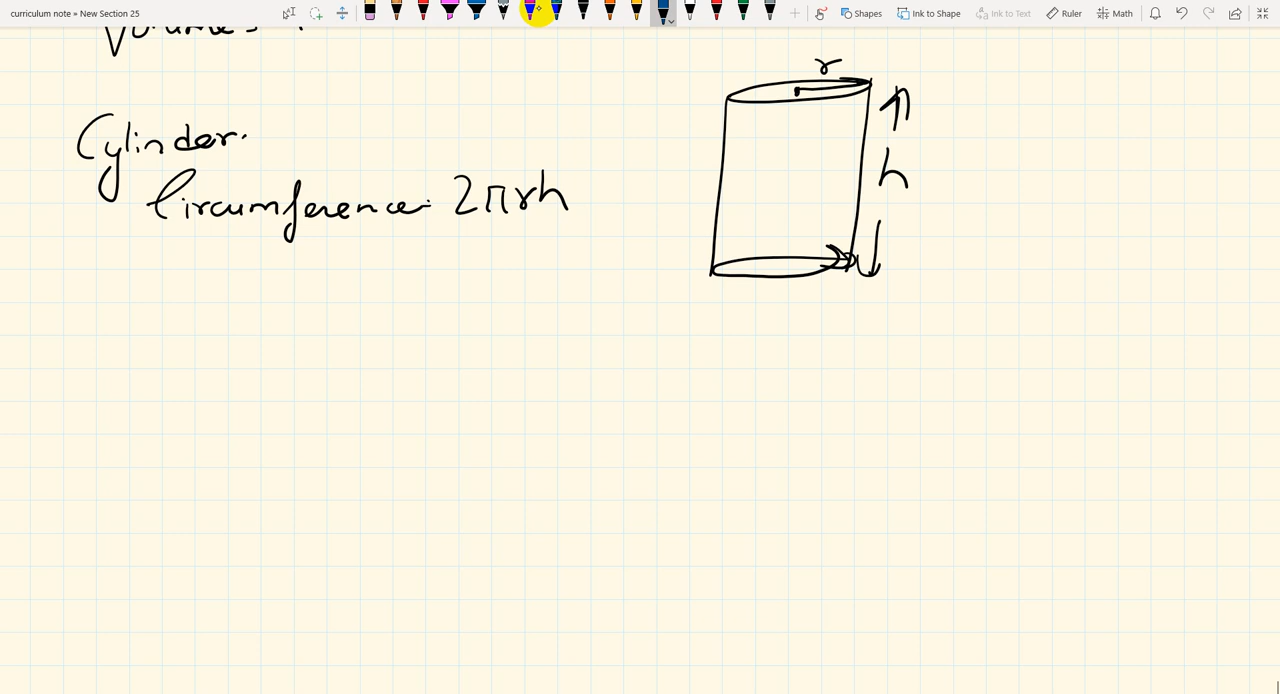 curriculum note » New Section 25
Shapes
Ink to Shape
Ink to Text
Ruler
Math
r
Cylinder.
Circumference. 2πrh
h